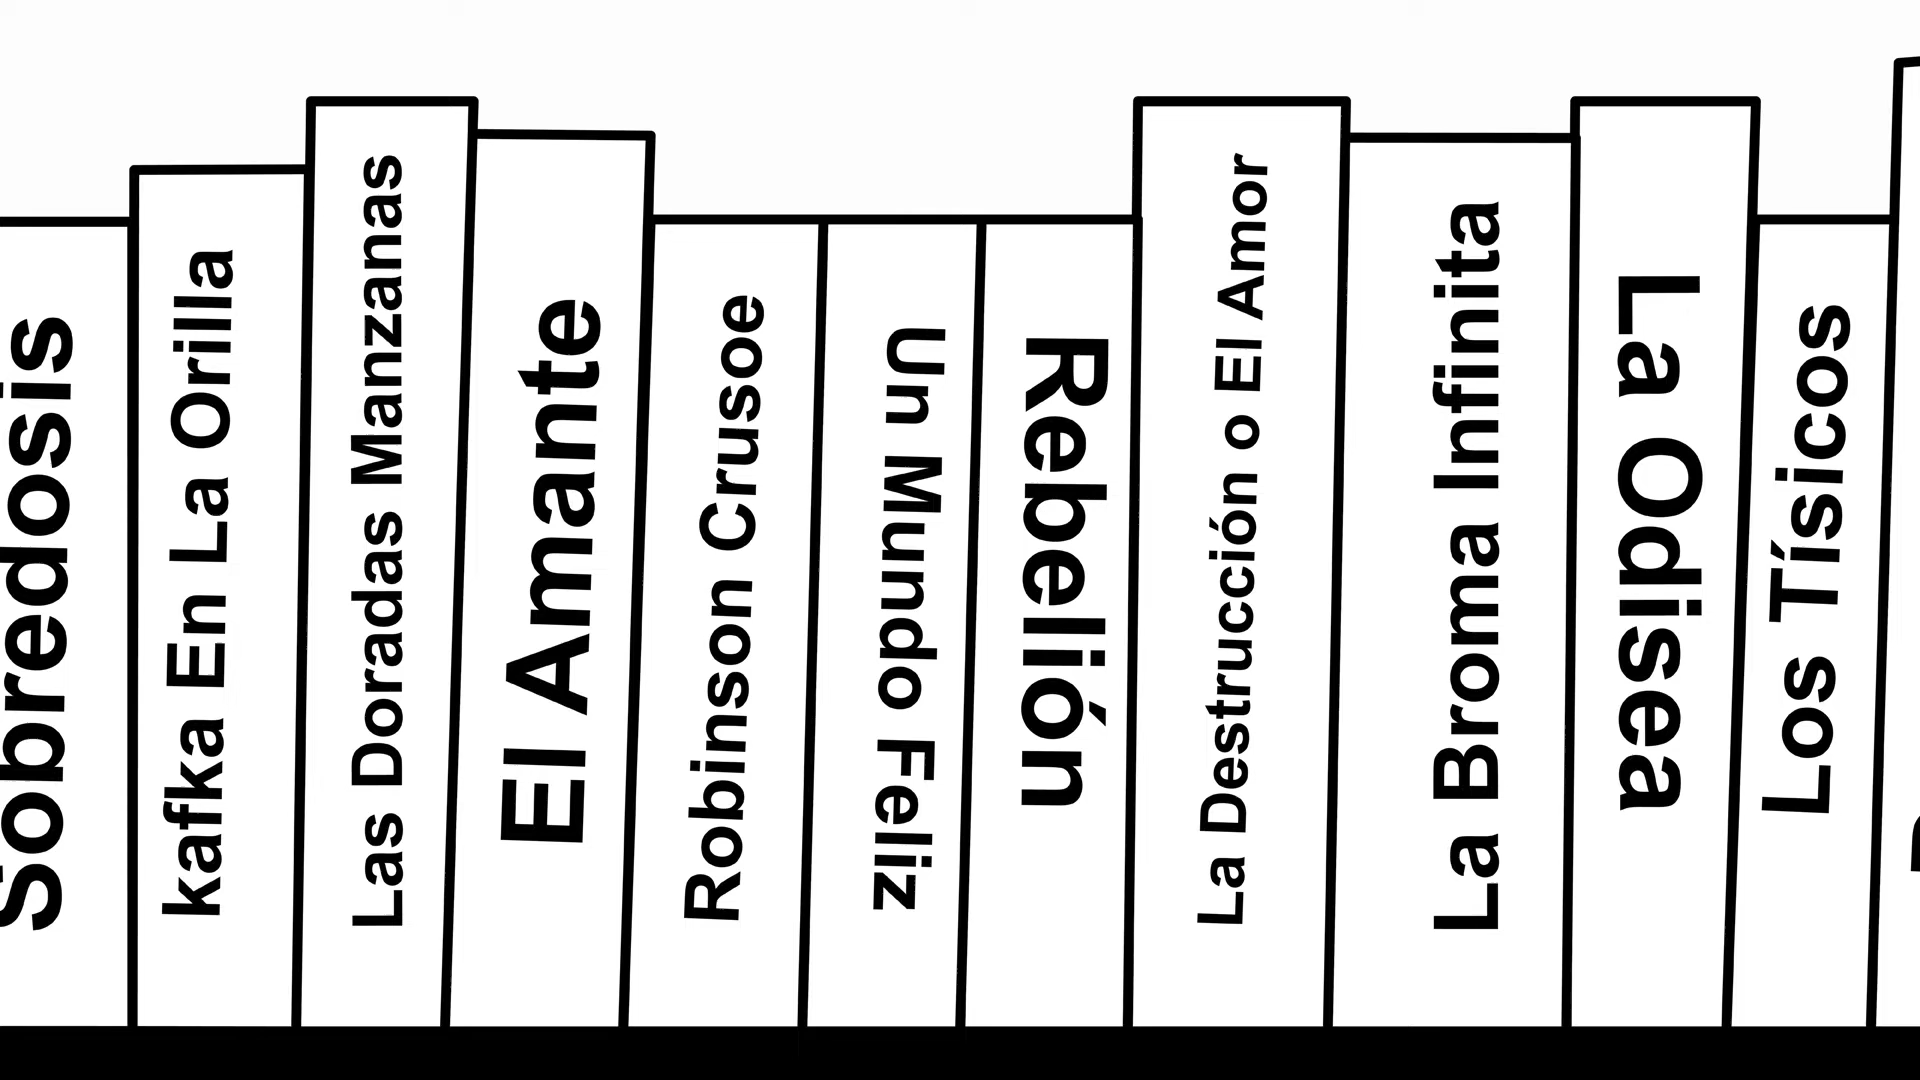 Sobredosis
kafka En La Orilla
Las Doradas Manzanas
El Amante
Robinson Crusoe
Un Mundo Feliz
Rebelión
La Destrucción o El Amor
La Broma Infinita
La Odisea
Los Tísicos